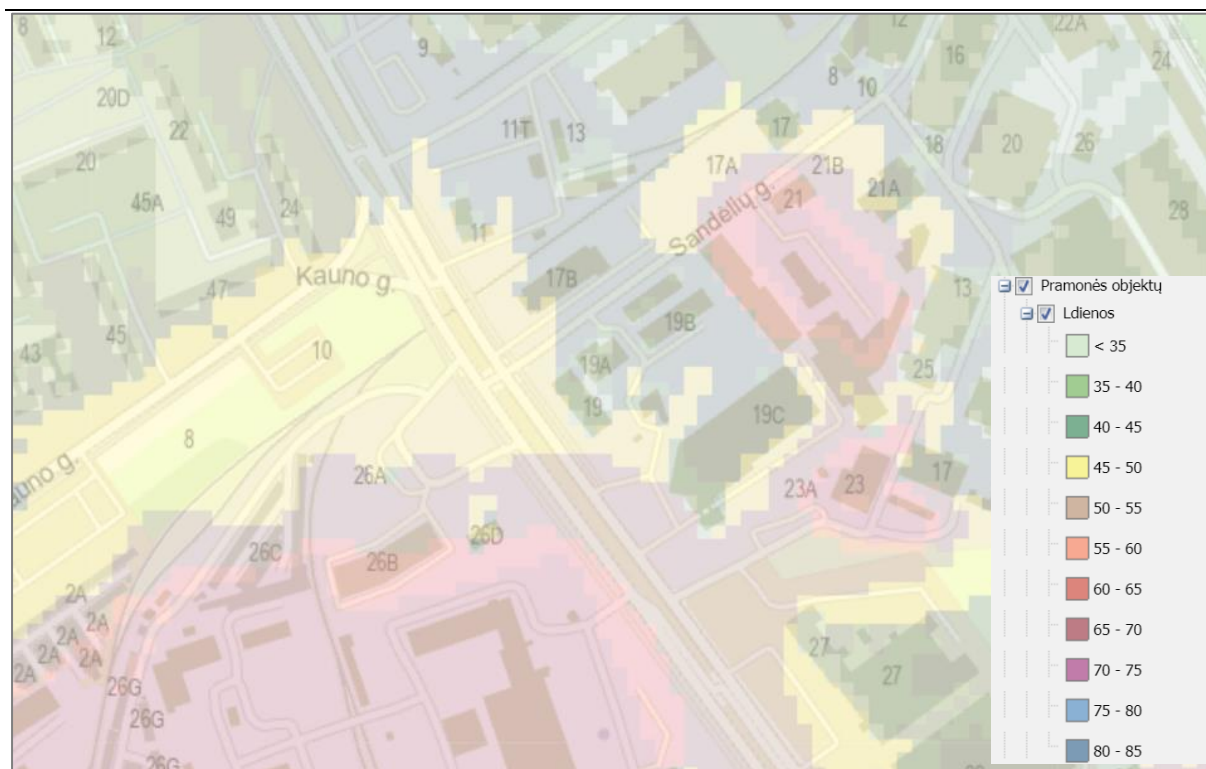 8
12
9
12
22A
16
24
20D
8
10
22
11T
13
17
18
20
26
20
17A
21B
45A
49
24
21
21A
28
11
Sandėlių g.
Kauno g.
47
17B
13
Pramonės objektų
Ldienos
45
43
10
19B
< 35
19A
25
35 - 40
19
19C
40 - 45
8
45 - 50
26A
17
Kauno g.
23A
23
50 - 55
26D
26C
26B
55 - 60
2A
60 - 65
2A
2A
2A
2A
2A
65 - 70
27
27
26G
70 - 75
26G
75 - 80
26G
80 - 85